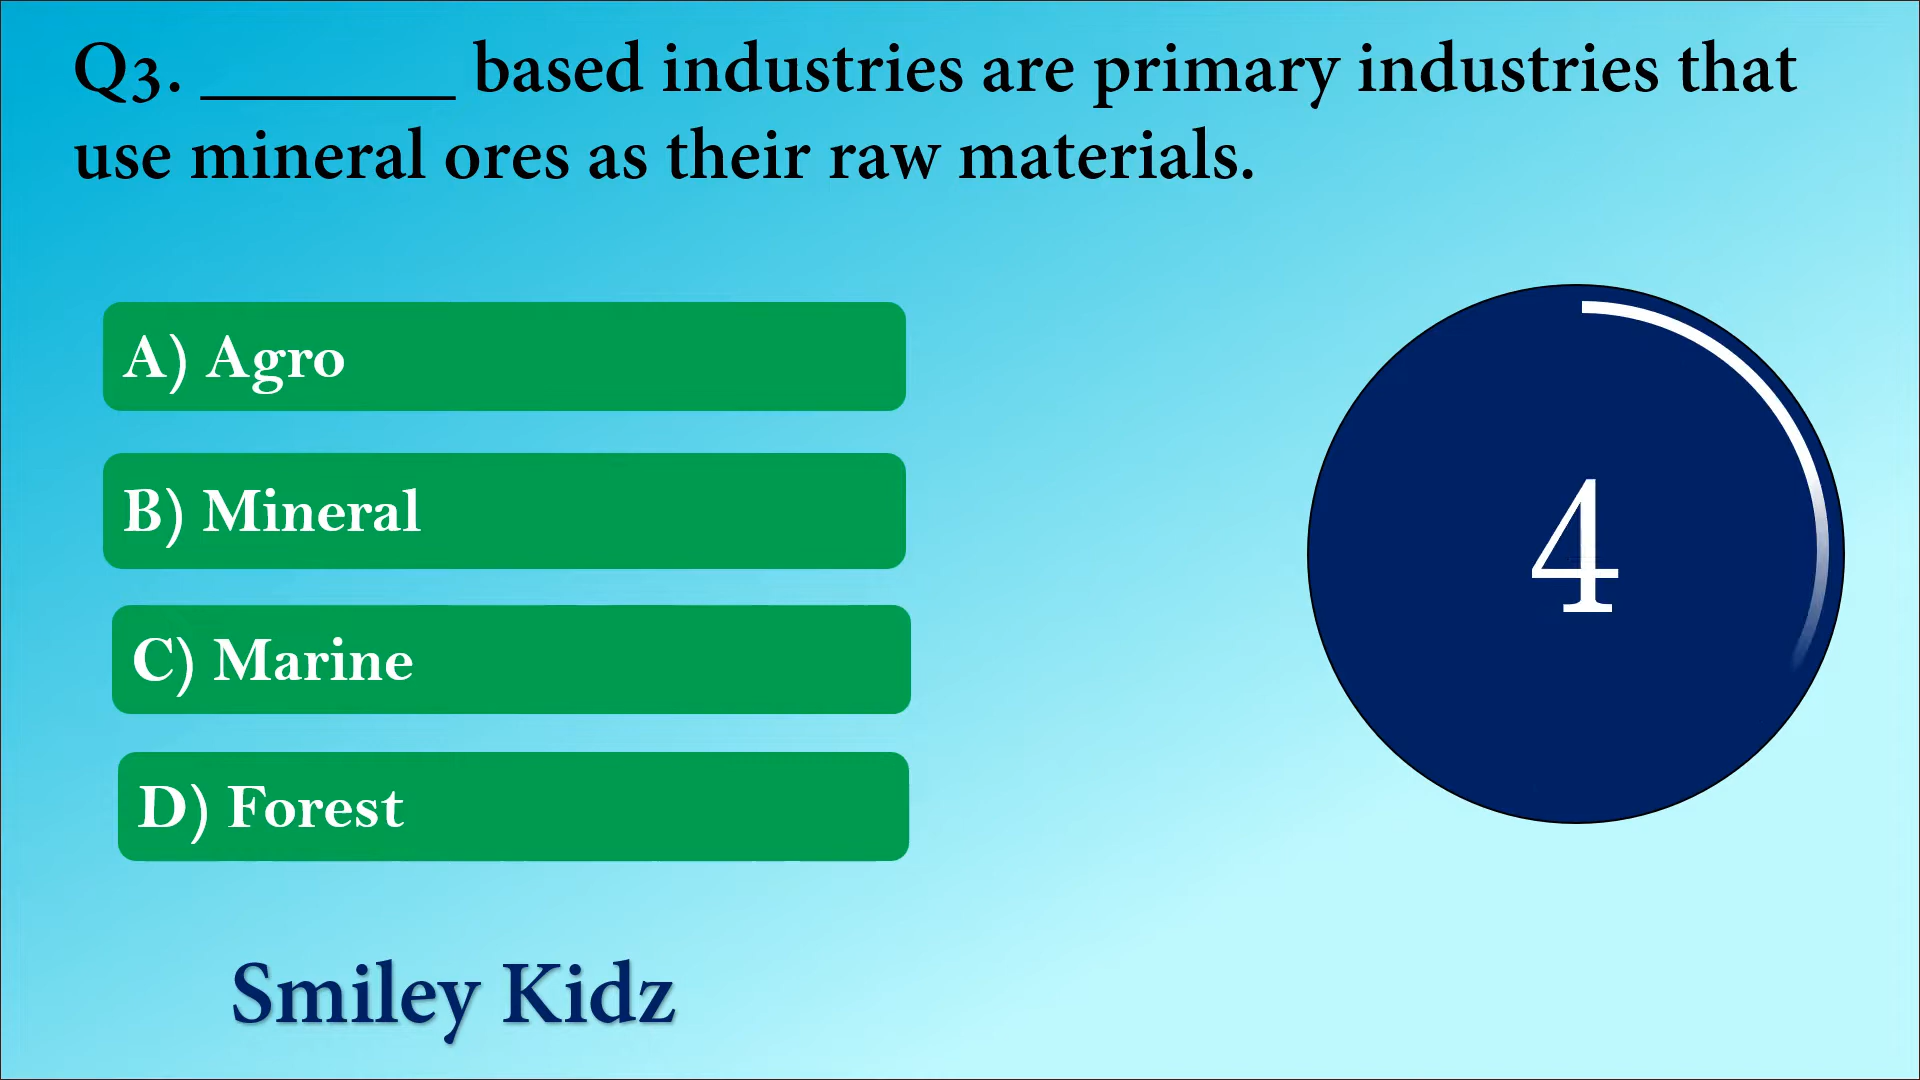 Q3. _______ based industries are primary industries that
use mineral ores as their raw materials.
A) Agro
B) Mineral
C) Marine
D) Forest
4
Smiley Kidz